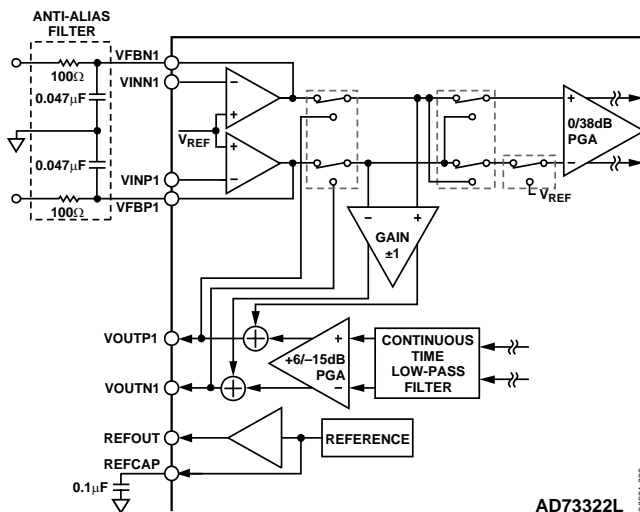 ANTI-ALIAS
FILTER
VFBN1
100Ω
VINN1
0.047μF
VREF
0.047μF
VINP1
100Ω
VFBP1
0/38dB
PGA
VREF
GAIN
±1
VOUTP1
+6/–15dB
PGA
CONTINUOUS
TIME
LOW-PASS
FILTER
VOUTN1
REFOUT
REFERENCE
REFCAP
0.1μF
AD73322L